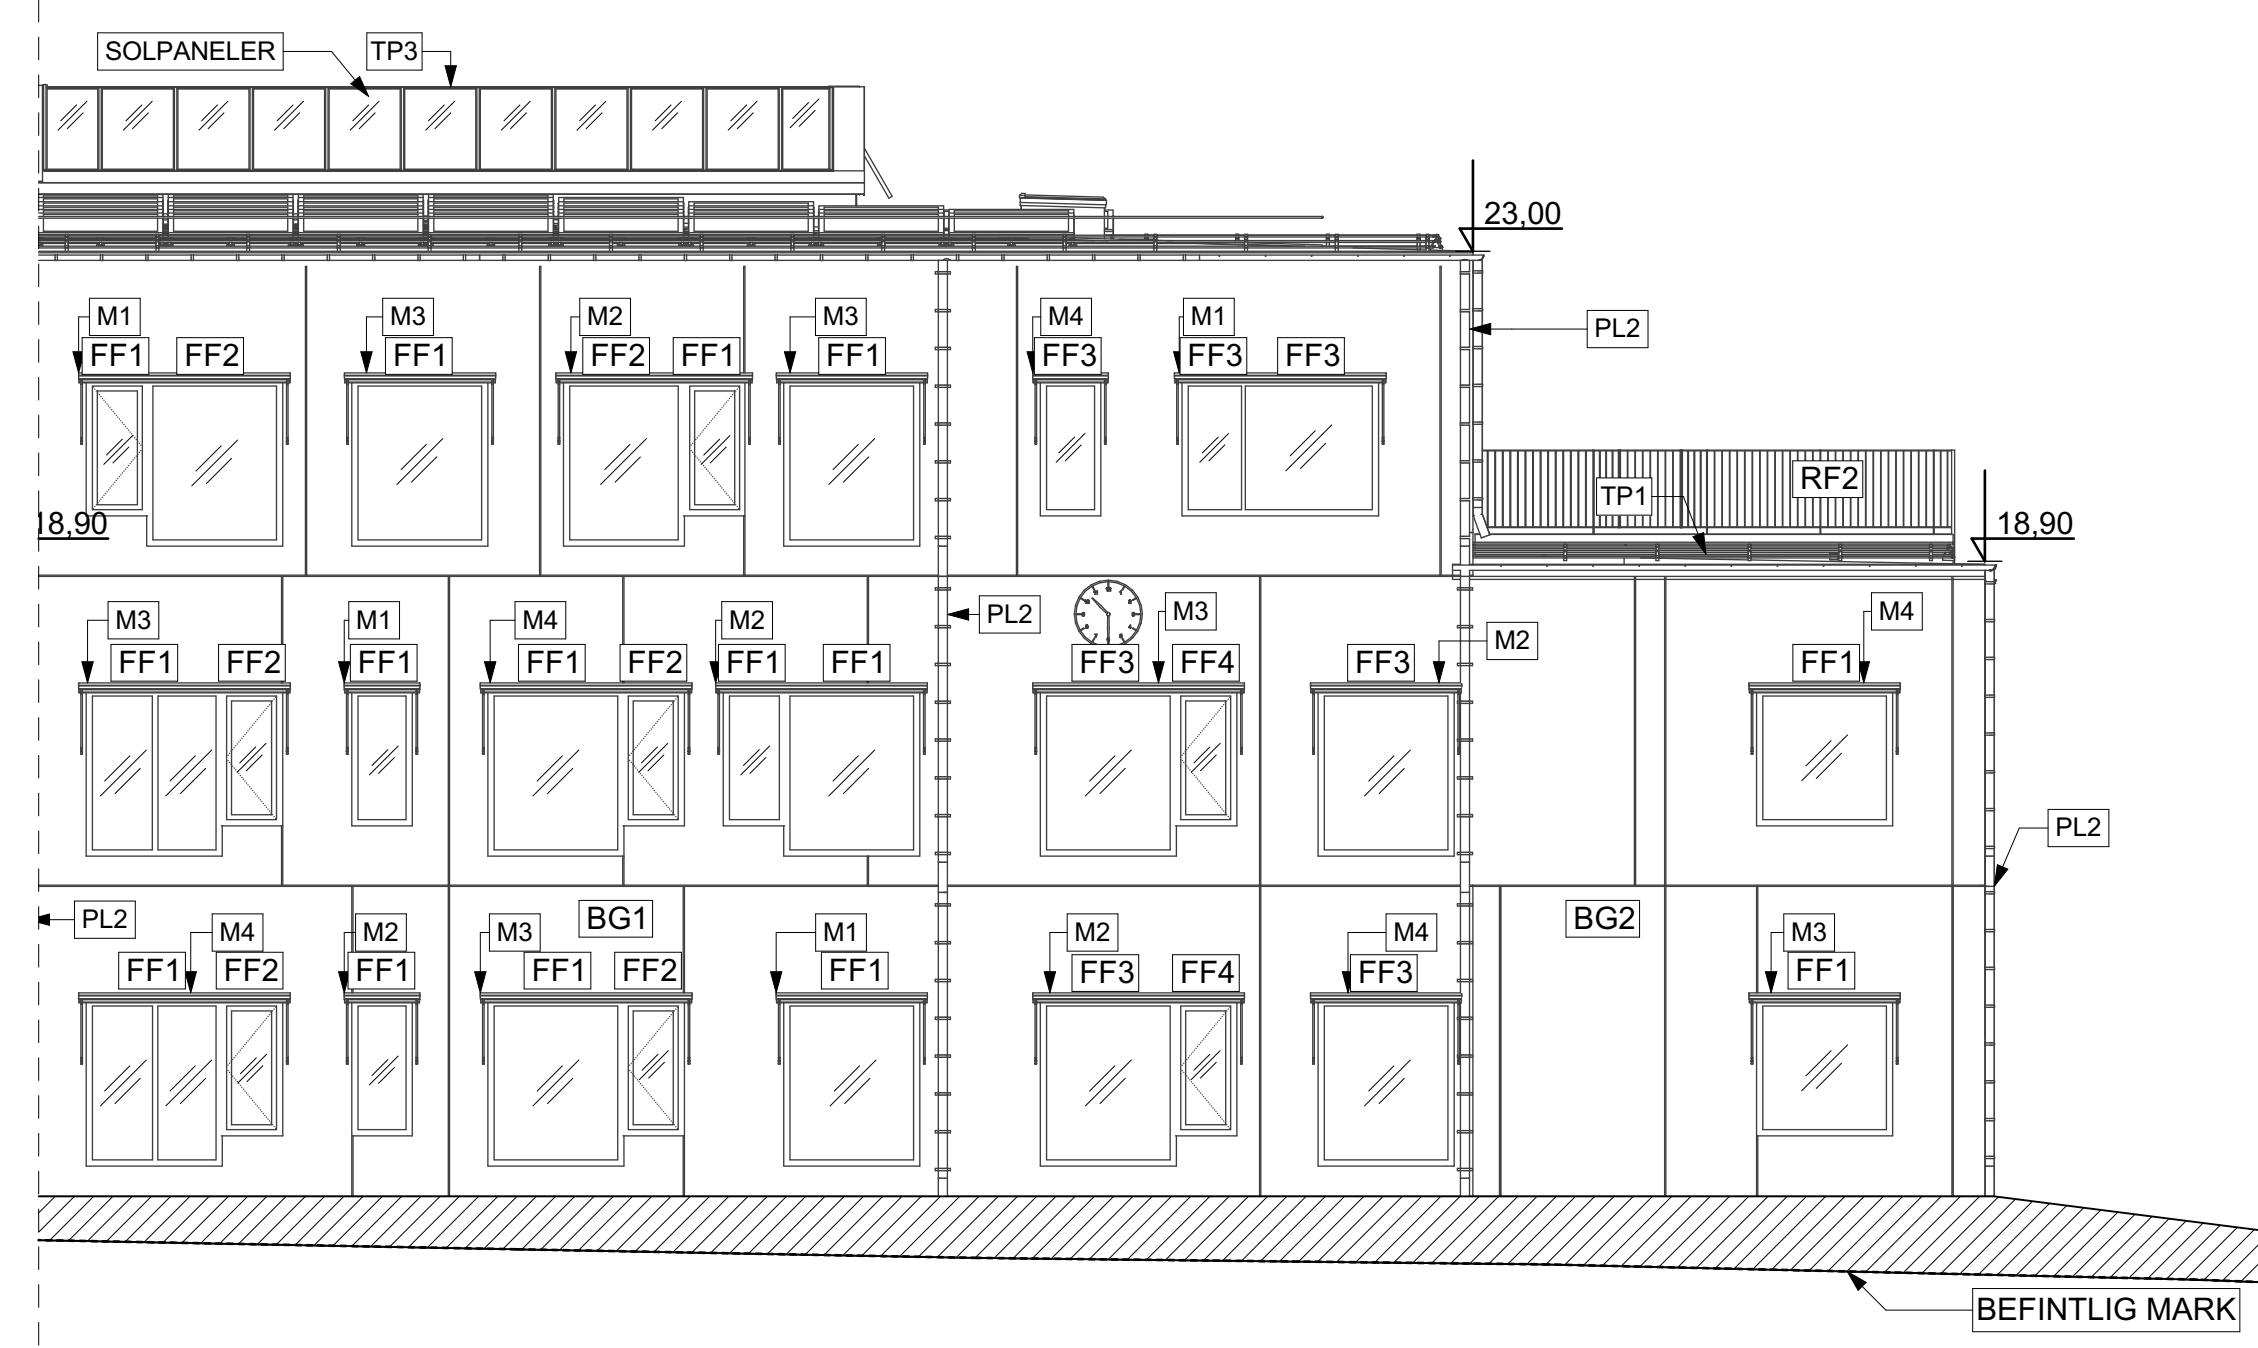 SOLPANELER TP3
23,00
M1 M3 M2 M3 M4 M1 PL2
FF1 FF2 FF1 FF2 FF1 FF1 FF3 FF3 FF3
RF2
TP1
18,90 18,90
M3 M1 M4 M2 PL2 M3 M4
M2
FF1 FF2 FF1 FF1 FF2 FF1 FF1 FF3 FF4 FF3 FF1
PL2
PL2 BG1 BG2
M4 M2 M3 M1 M2 M4 M3
FF1 FF2 FF1 FF1 FF2 FF1 FF3 FF4 FF3 FF1
BEFINTLIG MARK